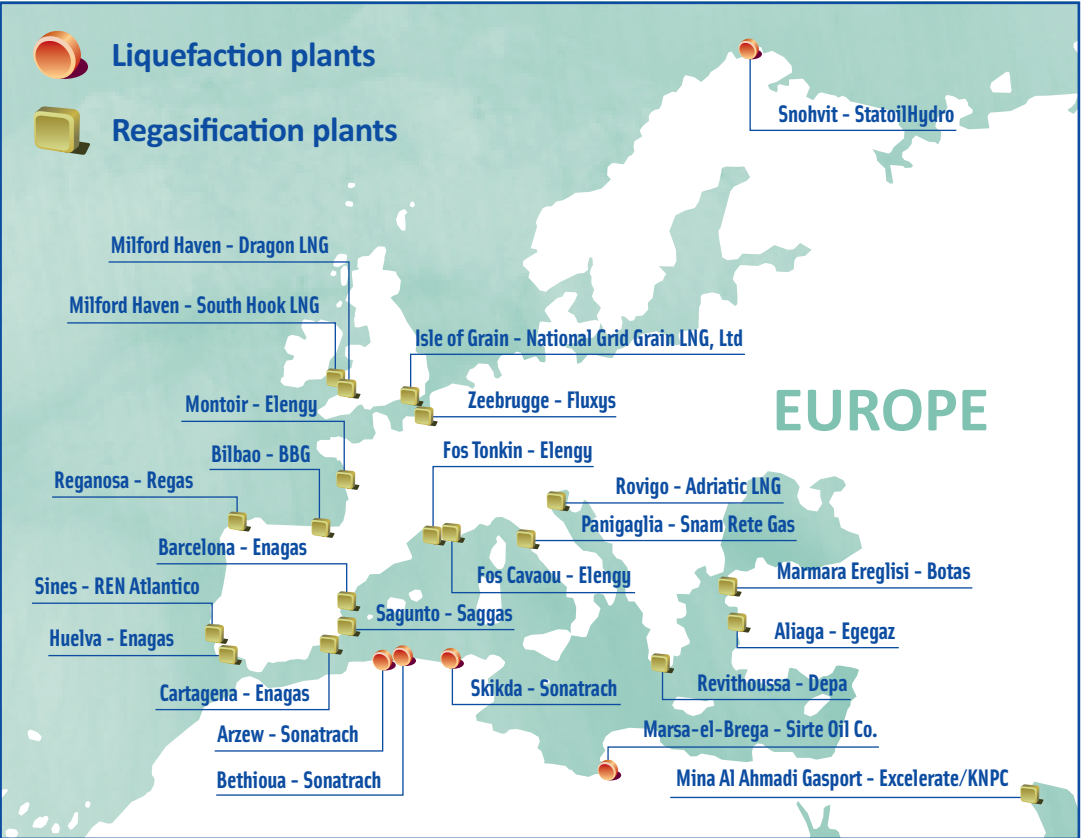 Liquefaction plants
Regasification plants
Snohvit - StatoilHydro
Milford Haven - Dragon LNG
Milford Haven - South Hook LNG
Isle of Grain - National Grid Grain LNG, Ltd
EUROPE
Montoir - Elengy
Zeebrugge - Fluxys
Bilbao - BBG
Fos Tonkin - Elengy
Reganosa - Regas
Rovigo - Adriatic LNG
Panigaglia - Snam Rete Gas
Barcelona - Enagas
Fos Cavaou - Elengy
Marmara Ereglisi - Botas
Sines - REN Atlantico
Sagunto - Saggas
Huelva - Enagas
Aliaga - Egegaz
Cartagena - Enagas
Skikda - Sonatrach
Revithoussa - Depa
Arzew - Sonatrach
Marsa-el-Brega - Sirte Oil Co.
Bethioua - Sonatrach
Mina Al Ahmadi Gasport - Excelerate/KNPC